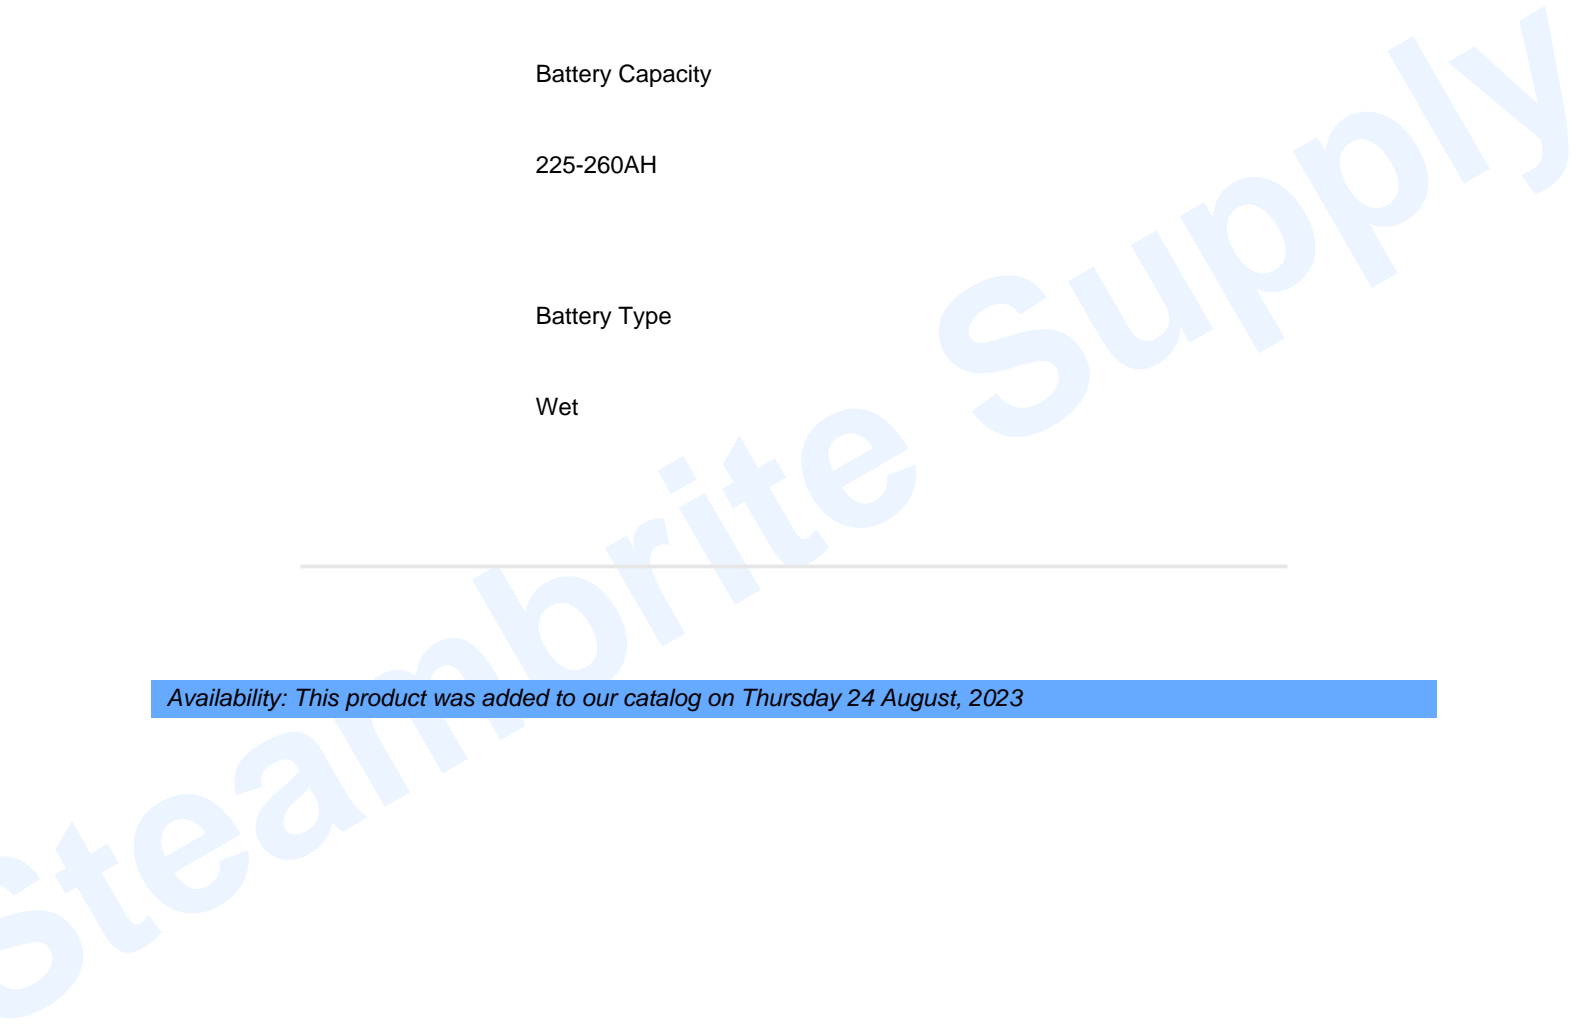 Battery Capacity
225-260AH
Battery Type
Wet
Availability: This product was added to our catalog on Thursday 24 August, 2023
Steambrite Supply